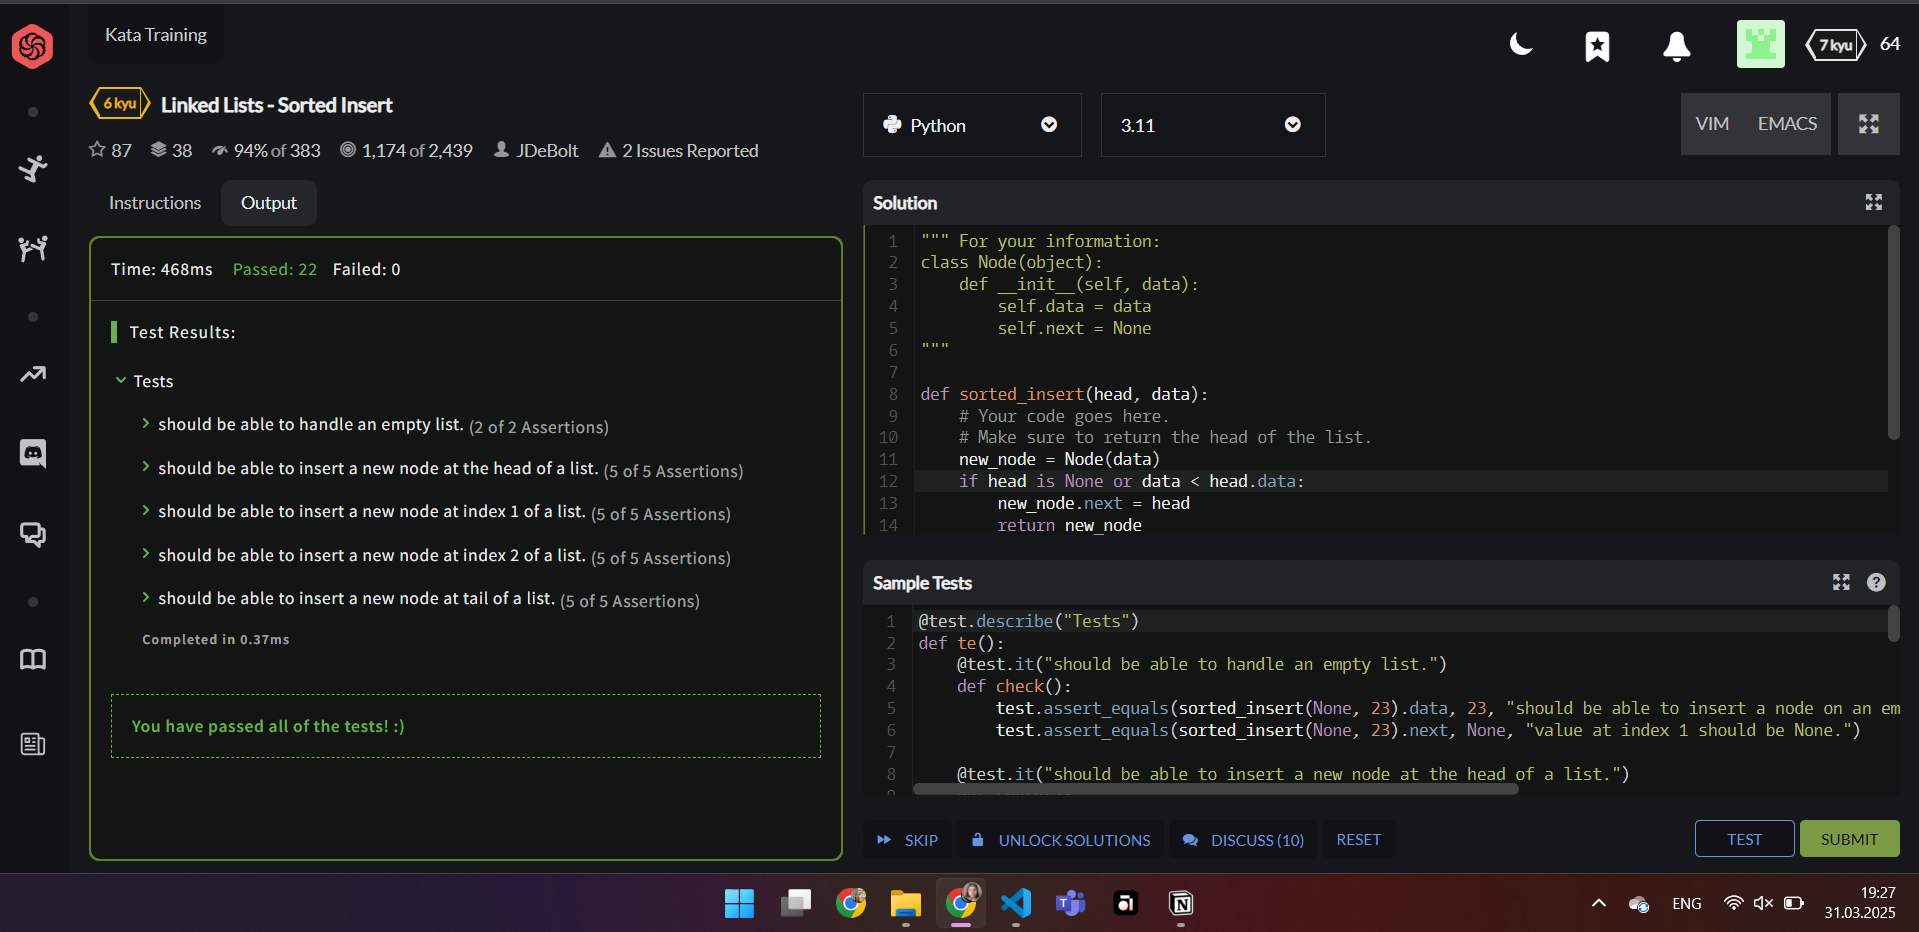 Kata Training
7 kyu 64
6 kyu Linked Lists - Sorted Insert
87 38 94% of 383 1,174 of 2,439 JDeBolt 2 Issues Reported
Instructions Output
Time: 468ms Passed: 22 Failed: 0
Test Results:
Tests
should be able to handle an empty list. (2 of 2 Assertions)
should be able to insert a new node at the head of a list. (5 of 5 Assertions)
should be able to insert a new node at index 1 of a list. (5 of 5 Assertions)
should be able to insert a new node at index 2 of a list. (5 of 5 Assertions)
should be able to insert a new node at tail of a list. (5 of 5 Assertions)
Completed in 0.37ms
You have passed all of the tests! :)
Python 3.11 VIM EMACS
Solution
1 """ For your information:
2 class Node(object):
3     def __init__(self, data):
4         self.data = data
5         self.next = None
6 """
7
8 def sorted_insert(head, data):
9     # Your code goes here.
10     # Make sure to return the head of the list.
11     new_node = Node(data)
12     if head is None or data < head.data:
13         new_node.next = head
14         return new_node
Sample Tests ?
1 @test.describe("Tests")
2 def te():
3     @test.it("should be able to handle an empty list.")
4     def check():
5         test.assert_equals(sorted_insert(None, 23).data, 23, "should be able to insert a node on an em
6         test.assert_equals(sorted_insert(None, 23).next, None, "value at index 1 should be None.")
7
8     @test.it("should be able to insert a new node at the head of a list.")
SKIP UNLOCK SOLUTIONS DISCUSS (10) RESET TEST SUBMIT
ENG 19:27
31.03.2025